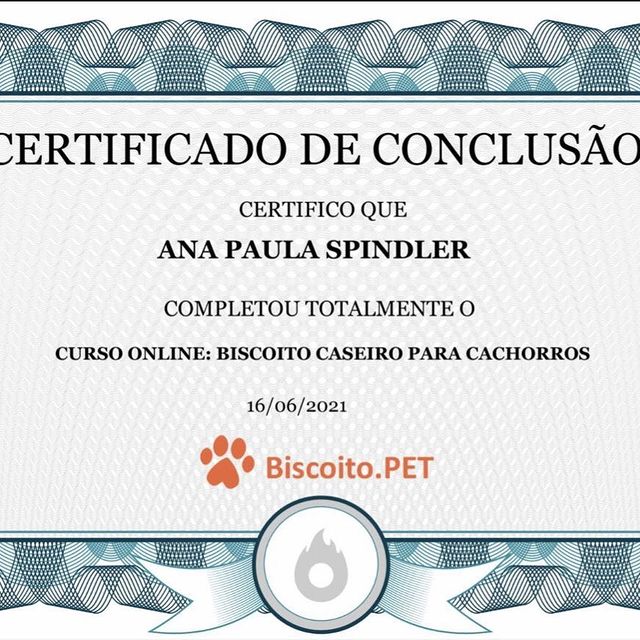 CERTIFICADO DE CONCLUSÃO
CERTIFICO QUE
ANA PAULA SPINDLER
COMPLETOU TOTALMENTE O
CURSO ONLINE: BISCOITO CASEIRO PARA CACHORROS
16/06/2021
Biscoito.PET